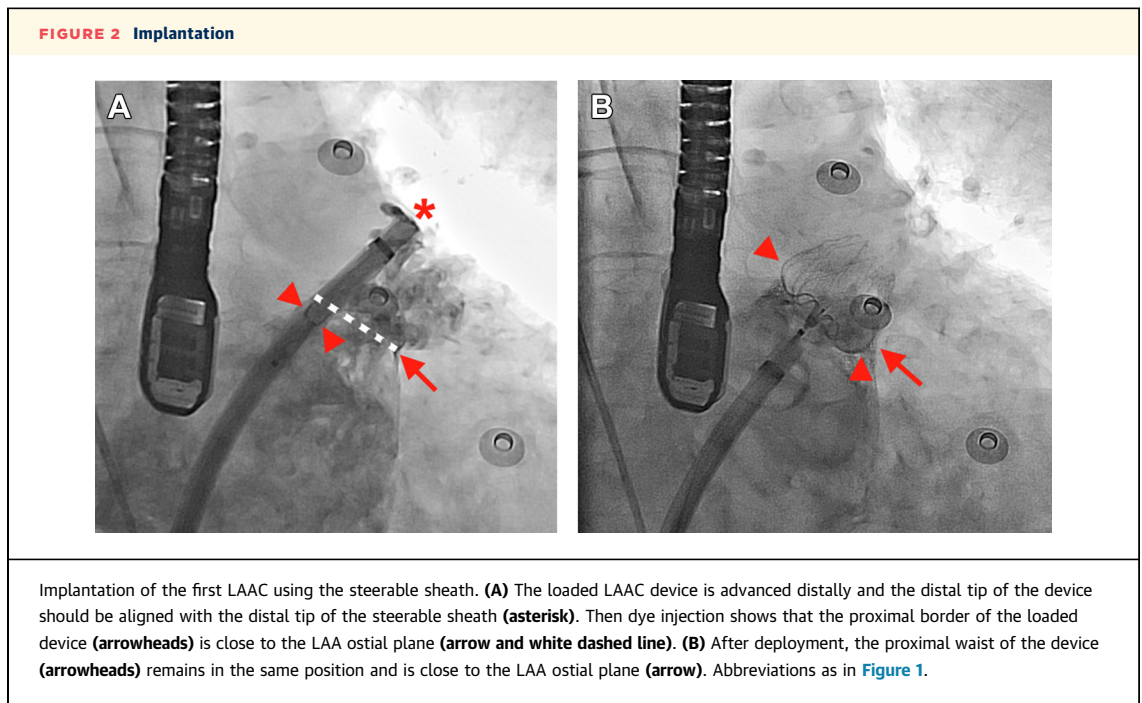 FIGURE 2 Implantation
A
*
B
Implantation of the first LAAC using the steerable sheath. (A) The loaded LAAC device is advanced distally and the distal tip of the device
should be aligned with the distal tip of the steerable sheath (asterisk). Then dye injection shows that the proximal border of the loaded
device (arrowheads) is close to the LAA ostial plane (arrow and white dashed line). (B) After deployment, the proximal waist of the device
(arrowheads) remains in the same position and is close to the LAA ostial plane (arrow). Abbreviations as in Figure 1.